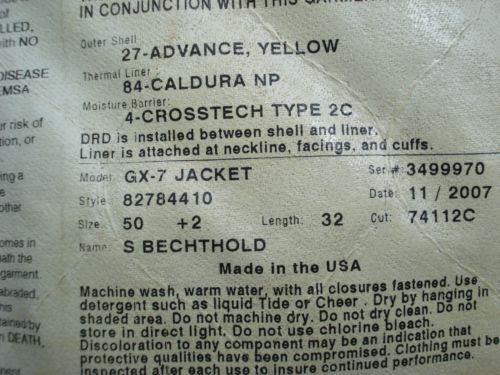 of
LLED,
with NO
DISEASE
EMSA
r risk of
tion, or
ing a
e
other
omes in
ath the
garment.
abraded,
this
tained by
n DEATH,
IN CONJUNCTION WITH THIS GARMENT
Outer Shell:
27-ADVANCE, YELLOW
Thermal Liner:
84-CALDURA NP
Moisture Barrier:
4-CROSSTECH TYPE 2C
DRD is installed between shell and liner.
Liner is attached at neckline, facings, and cuffs.
Model: GX-7 JACKET Ser.#: 3499970
Style: 82784410 Date: 11 / 2007
Size: 50 +2 Length: 32 Cut: 74112C
Name: S BECHTHOLD
Made in the USA
Machine wash, warm water, with all closures fastened. Use
detergent such as liquid Tide or Cheer . Dry by hanging in
shaded area. Do not machine dry. Do not dry clean. Do not
store in direct light. Do not use chlorine bleach.
Discoloration to any component may be an indication that
protective qualities have been compromised. Clothing must be
inspected after each use to insure continued performance.